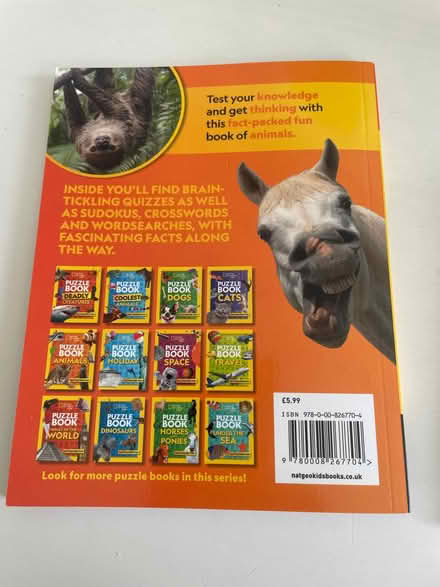 Test your knowledge
and get thinking with
this fact-packed fun
book of animals.
INSIDE YOU'LL FIND BRAIN-
TICKLING QUIZZES AS WELL
AS SUDOKUS, CROSSWORDS
AND WORDSEARCHES, WITH
FASCINATING FACTS ALONG
THE WAY.
PUZZLE
BOOK
DEADLY
CREATURES
PUZZLE
BOOK
COOLEST
ANIMALS
PUZZLE
BOOK
DOGS
PUZZLE
BOOK
CATS
PUZZLE
BOOK
ANIMALS
PUZZLE
BOOK
HOLIDAY
PUZZLE
BOOK
SPACE
PUZZLE
BOOK
TRAVEL
PUZZLE
BOOK
WORLD
PUZZLE
BOOK
DINOSAURS
PUZZLE
BOOK
HORSES
PONIES
PUZZLE
BOOK
UNDER THE
SEA
Look for more puzzle books in this series!
£5.99
ISBN 978-0-00-826770-4
9 780008 267704 >
natgeokidsbooks.co.uk